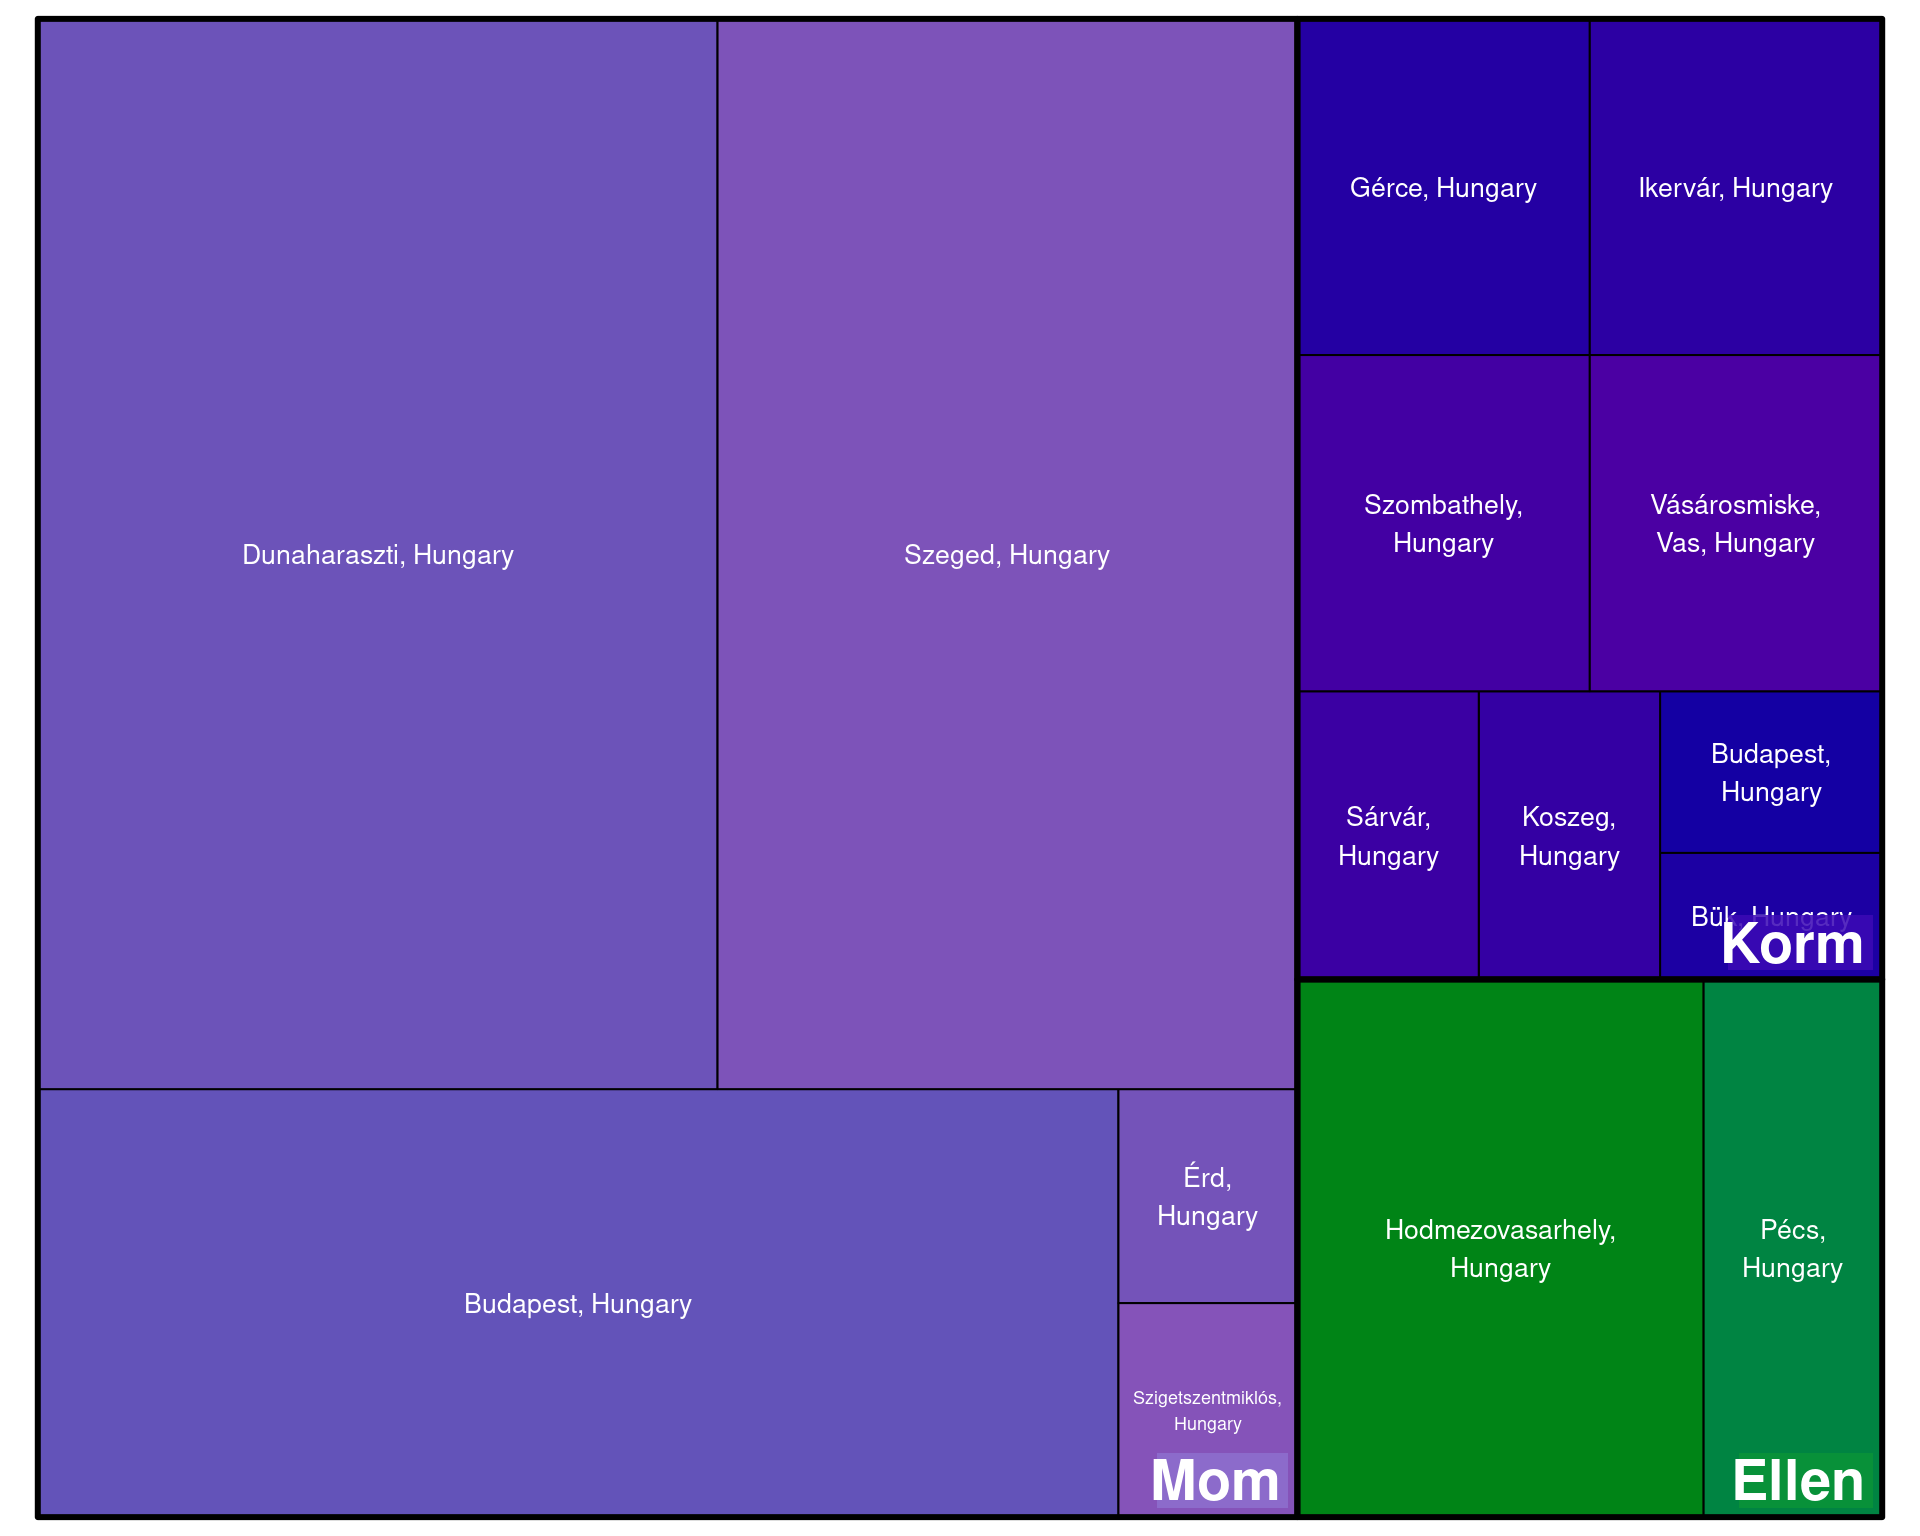 Dunaharaszti, Hungary
Szeged, Hungary
Budapest, Hungary
Érd,
Hungary
Szigetszentmiklós,
Hungary
Mom
Gérce, Hungary
Ikervár, Hungary
Szombathely,
Hungary
Vásárosmiske,
Vas, Hungary
Sárvár,
Hungary
Koszeg,
Hungary
Budapest,
Hungary
Bük, Hungary
Korm
Hodmezovasarhely,
Hungary
Pécs,
Hungary
Ellen